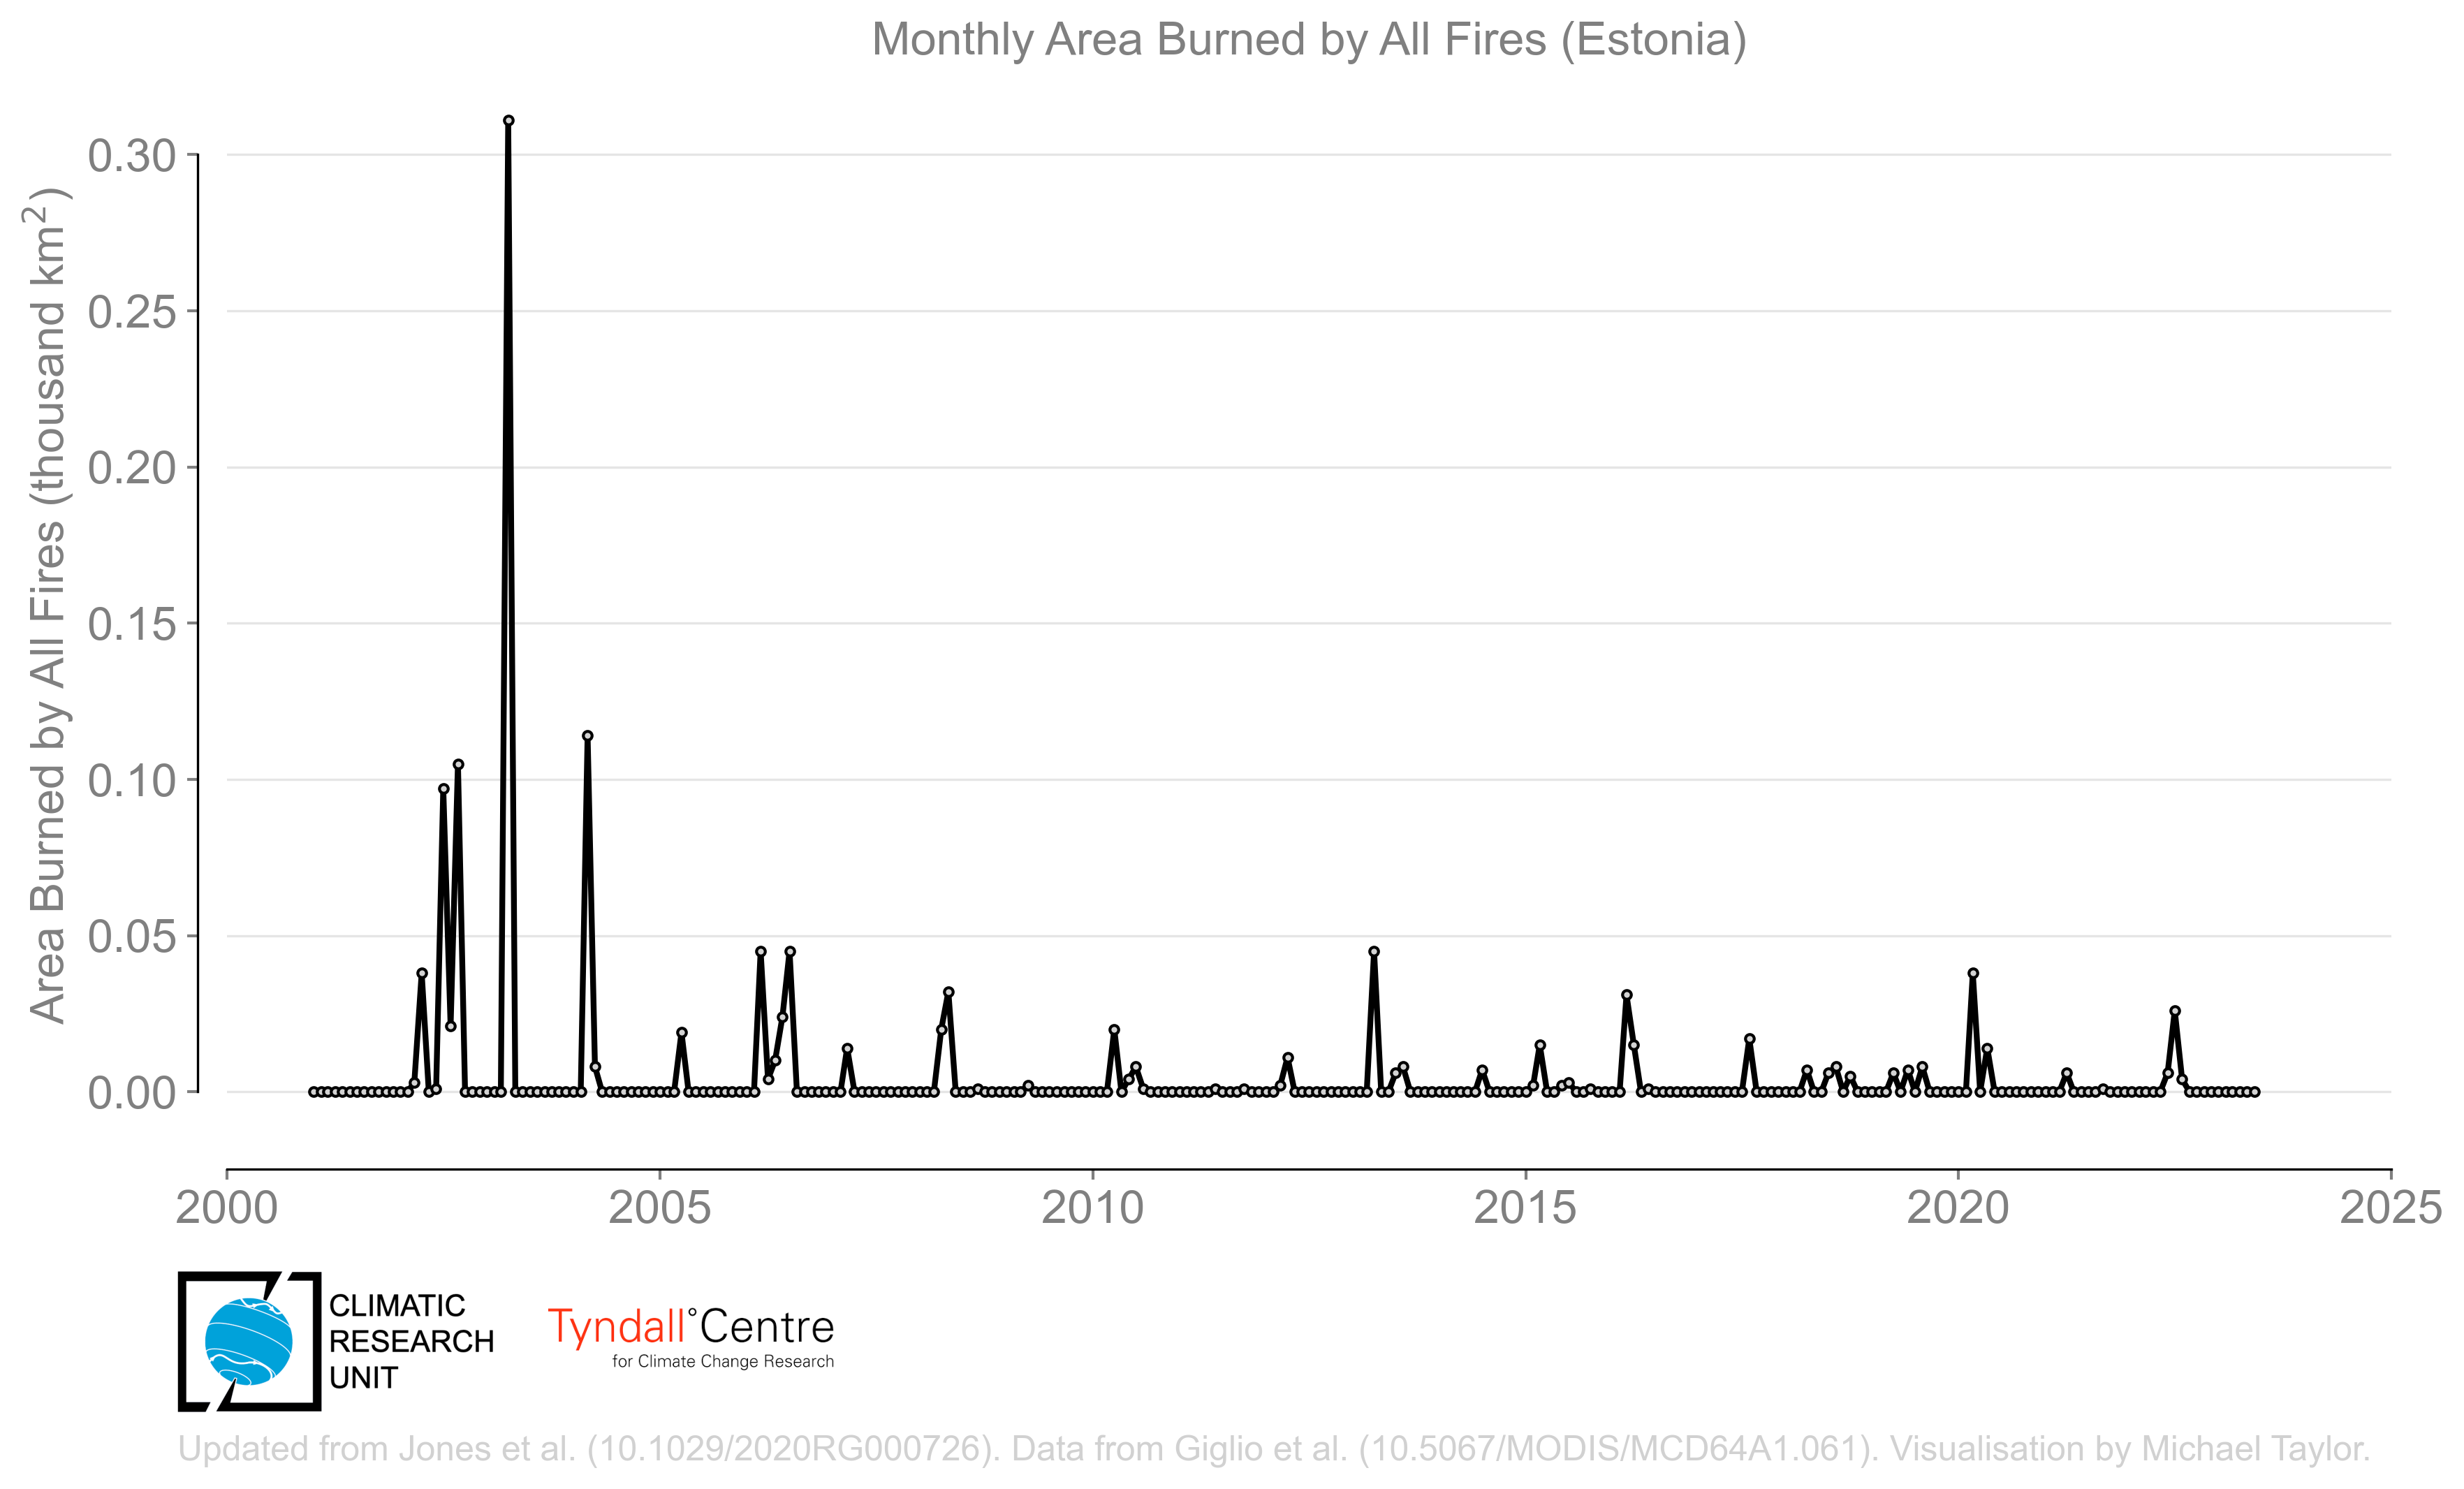 Monthly Area Burned by All Fires (Estonia)
Area Burned by All Fires (thousand km²)
0.30
0.25
0.20
0.15
0.10
0.05
0.00
2000 2005 2010 2015 2020 2025
CLIMATIC
RESEARCH
UNIT
Tyndall°Centre
for Climate Change Research
Updated from Jones et al. (10.1029/2020RG000726). Data from Giglio et al. (10.5067/MODIS/MCD64A1.061). Visualisation by Michael Taylor.